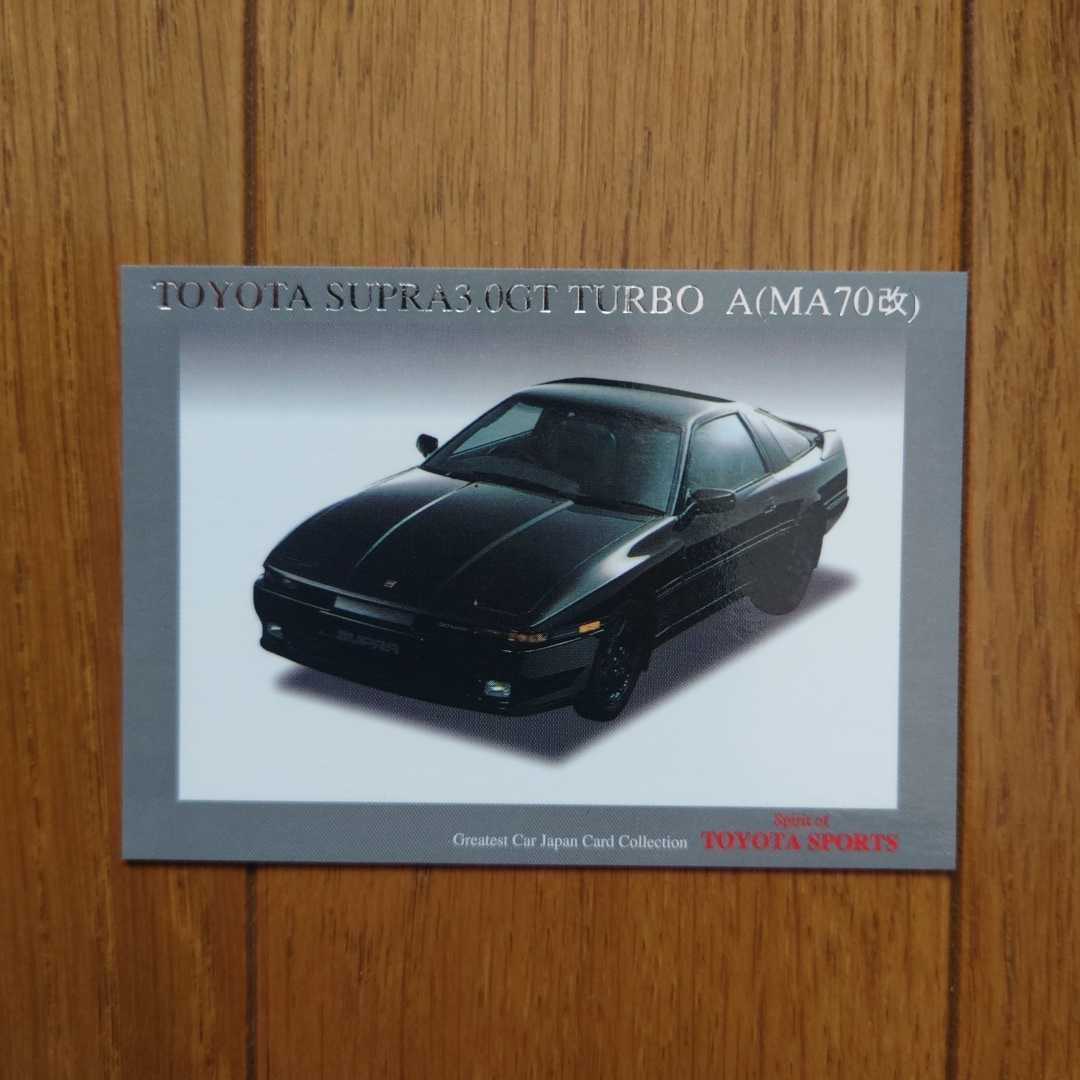 TOYOTA SUPRA3.0GT TURBO A(MA70改)
SUPRA
Spirit of
Greatest Car Japan Card Collection TOYOTA SPORTS